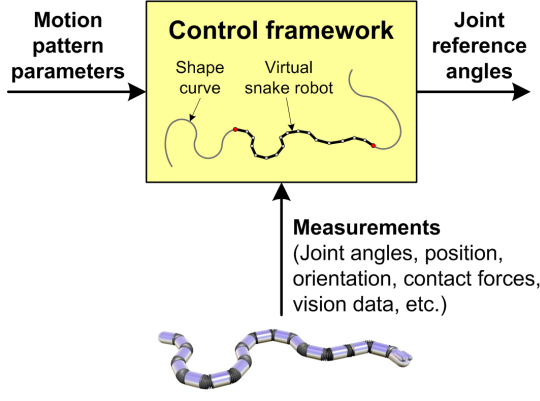 Motion
pattern
parameters
Control framework
Shape
curve
Virtual
snake robot
Joint
reference
angles
Measurements
(Joint angles, position,
orientation, contact forces,
vision data, etc.)